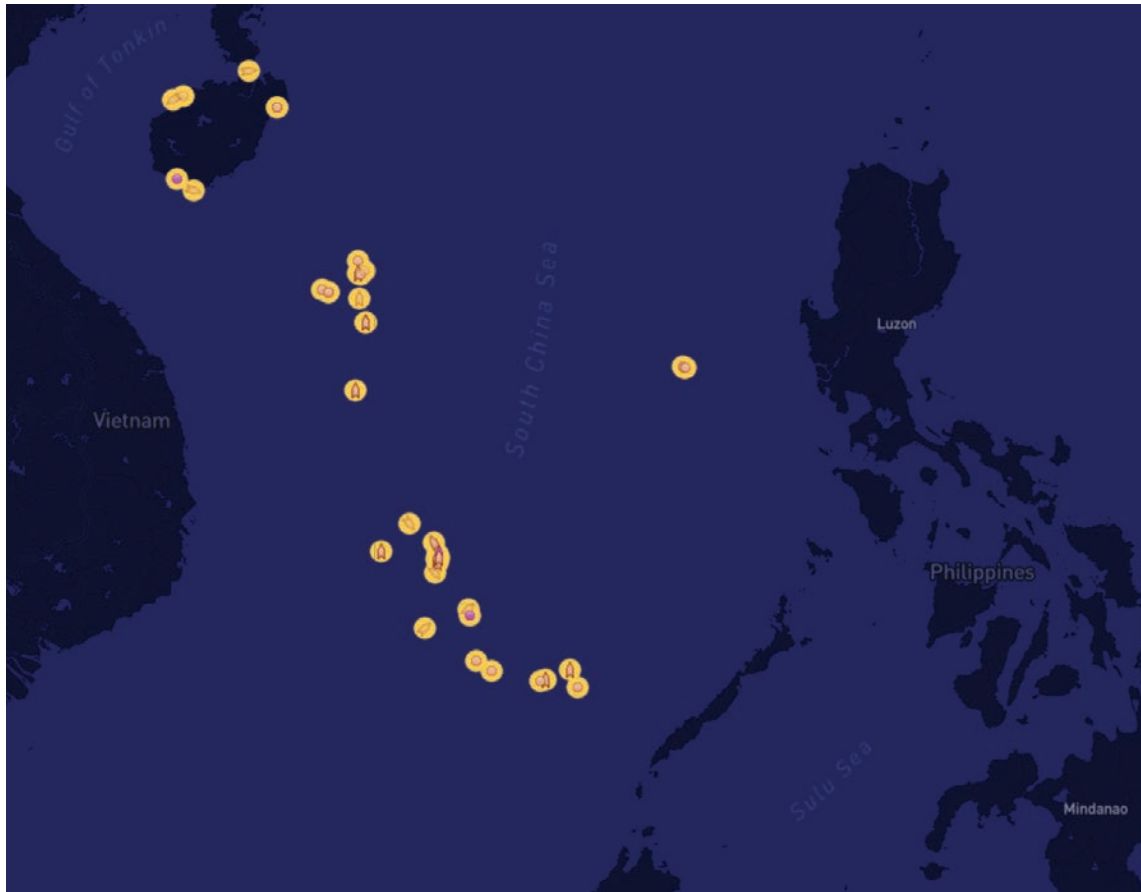 Gulf of Tonkin
South China Sea
Luzon
Vietnam
Philippines
Sulu Sea
Mindanao